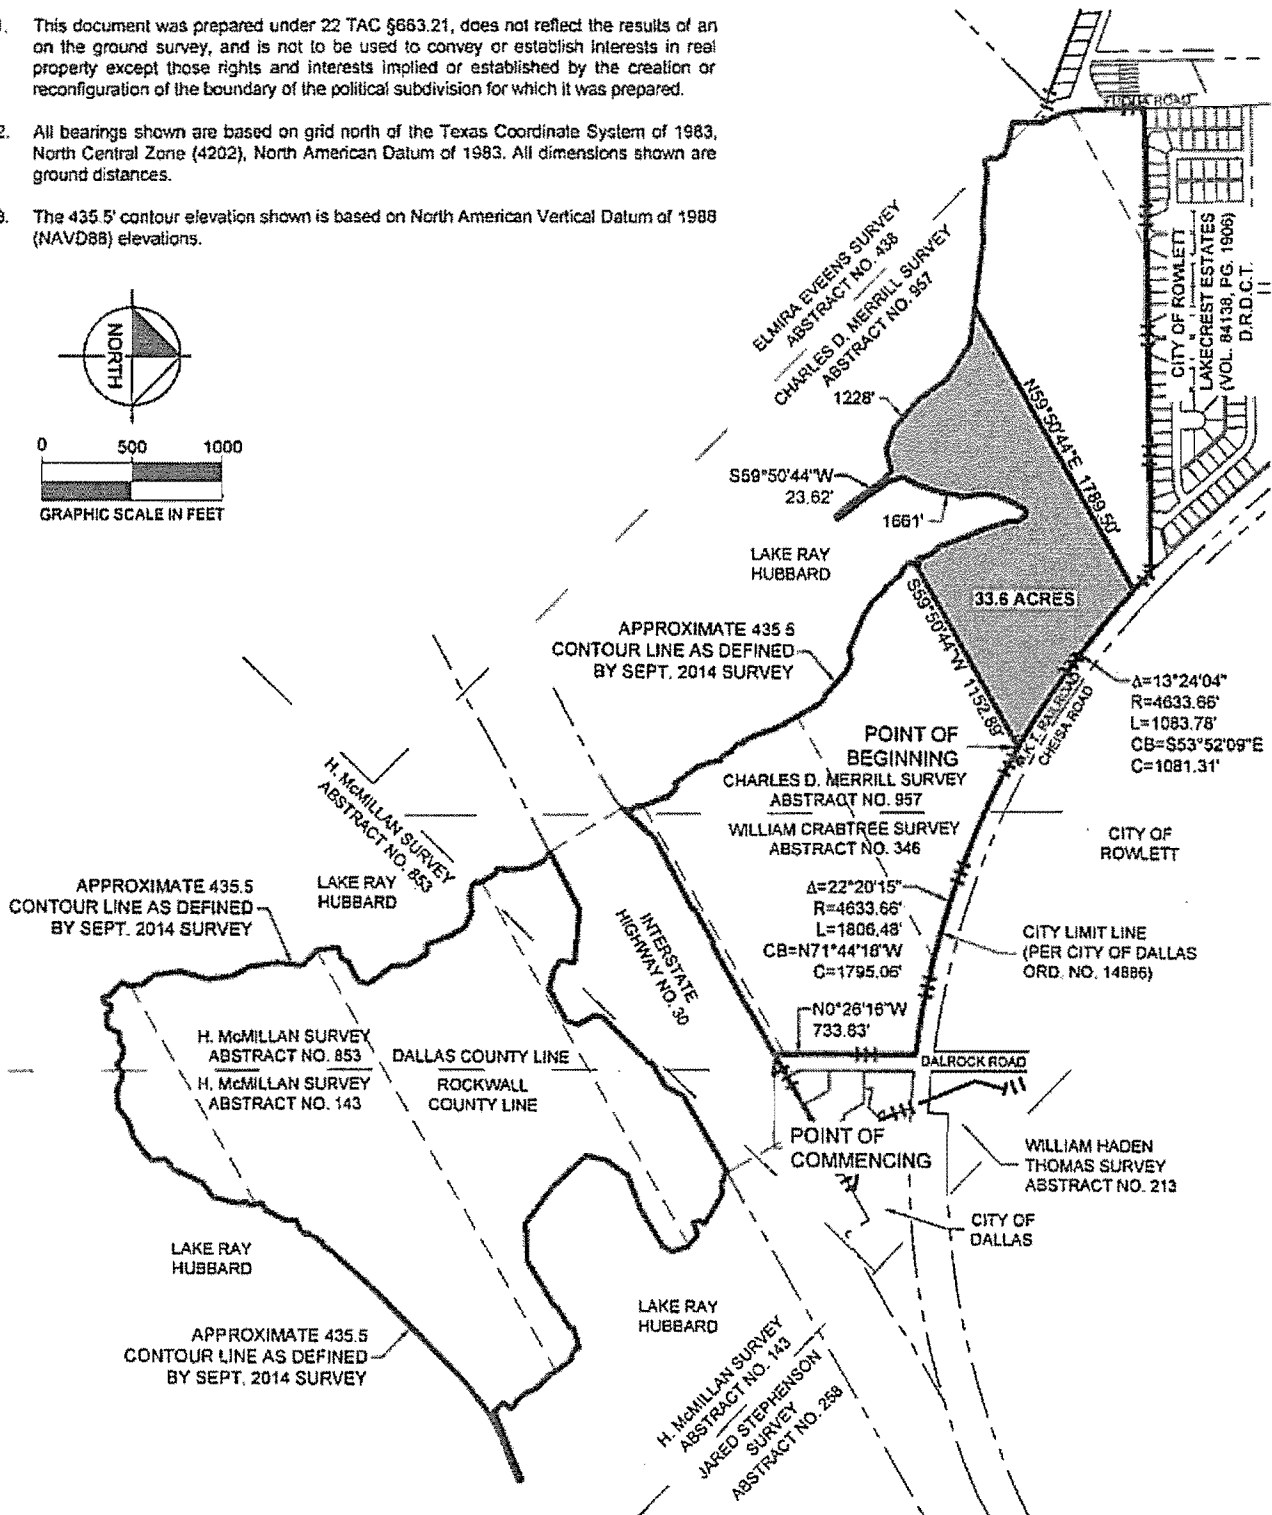 1. This document was prepared under 22 TAC §663.21, does not reflect the results of an
on the ground survey, and is not to be used to convey or establish interests in real
property except those rights and interests implied or established by the creation or
reconfiguration of the boundary of the political subdivision for which it was prepared.
2. All bearings shown are based on grid north of the Texas Coordinate System of 1983,
North Central Zone (4202), North American Datum of 1983. All dimensions shown are
ground distances.
3. The 435.5' contour elevation shown is based on North American Vertical Datum of 1988
(NAVD88) elevations.
NORTH
0 500 1000
GRAPHIC SCALE IN FEET
ROAD
CITY OF ROWLETT
LAKECREST ESTATES
(VOL. 84138, PG. 1906)
D.R.D.C.T.
ELMIRA EVEENS SURVEY
ABSTRACT NO. 438
CHARLES D. MERRILL SURVEY
ABSTRACT NO. 957
1228'
N59°50'44"E 1789.50'
S59°50'44"W
23.62'
1661'
LAKE RAY
HUBBARD
33.6 ACRES
S59°50'44"W 1152.89'
APPROXIMATE 435.5
CONTOUR LINE AS DEFINED
BY SEPT. 2014 SURVEY
Δ=13°24'04"
R=4633.66'
L=1083.78'
CB=S53°52'09"E
C=1081.31'
RAILROAD
CHEISA ROAD
POINT OF
BEGINNING
CHARLES D. MERRILL SURVEY
ABSTRACT NO. 957
WILLIAM CRABTREE SURVEY
ABSTRACT NO. 346
CITY OF
ROWLETT
H. McMILLAN SURVEY
ABSTRACT NO. 853
LAKE RAY
HUBBARD
APPROXIMATE 435.5
CONTOUR LINE AS DEFINED
BY SEPT. 2014 SURVEY
INTERSTATE
HIGHWAY NO. 30
Δ=22°20'15"
R=4633.66'
L=1806.48'
CB=N71°44'18"W
C=1795.06'
CITY LIMIT LINE
(PER CITY OF DALLAS
ORD. NO. 14886)
N0°26'16"W
733.83'
H. McMILLAN SURVEY
ABSTRACT NO. 853
H. McMILLAN SURVEY
ABSTRACT NO. 143
DALLAS COUNTY LINE
ROCKWALL
COUNTY LINE
DALROCK ROAD
POINT OF
COMMENCING
WILLIAM HADEN
THOMAS SURVEY
ABSTRACT NO. 213
CITY OF
DALLAS
LAKE RAY
HUBBARD
LAKE RAY
HUBBARD
APPROXIMATE 435.5
CONTOUR LINE AS DEFINED
BY SEPT. 2014 SURVEY
H. McMILLAN SURVEY
ABSTRACT NO. 143
JARED STEPHENSON
SURVEY
ABSTRACT NO. 258